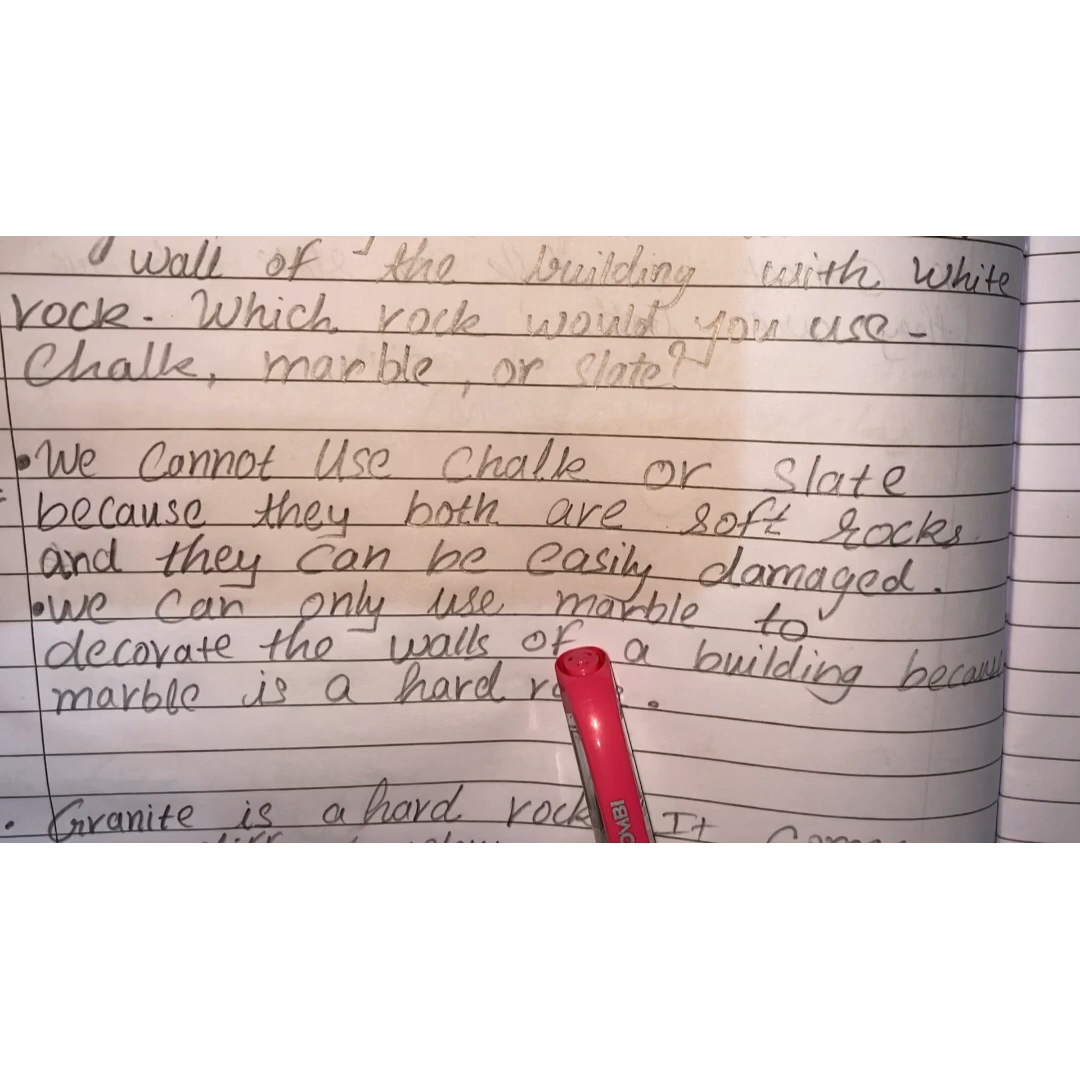 wall of the building with white
rock. Which rock would you use-
Chalk, marble, or Slate?
• We Cannot Use Chalk or Slate
because they both are soft rocks
and they can be easily damaged.
• we can only use marble to
decorate the walls of a building because
marble is a hard .
. Granite is a hard rock It
OMBI